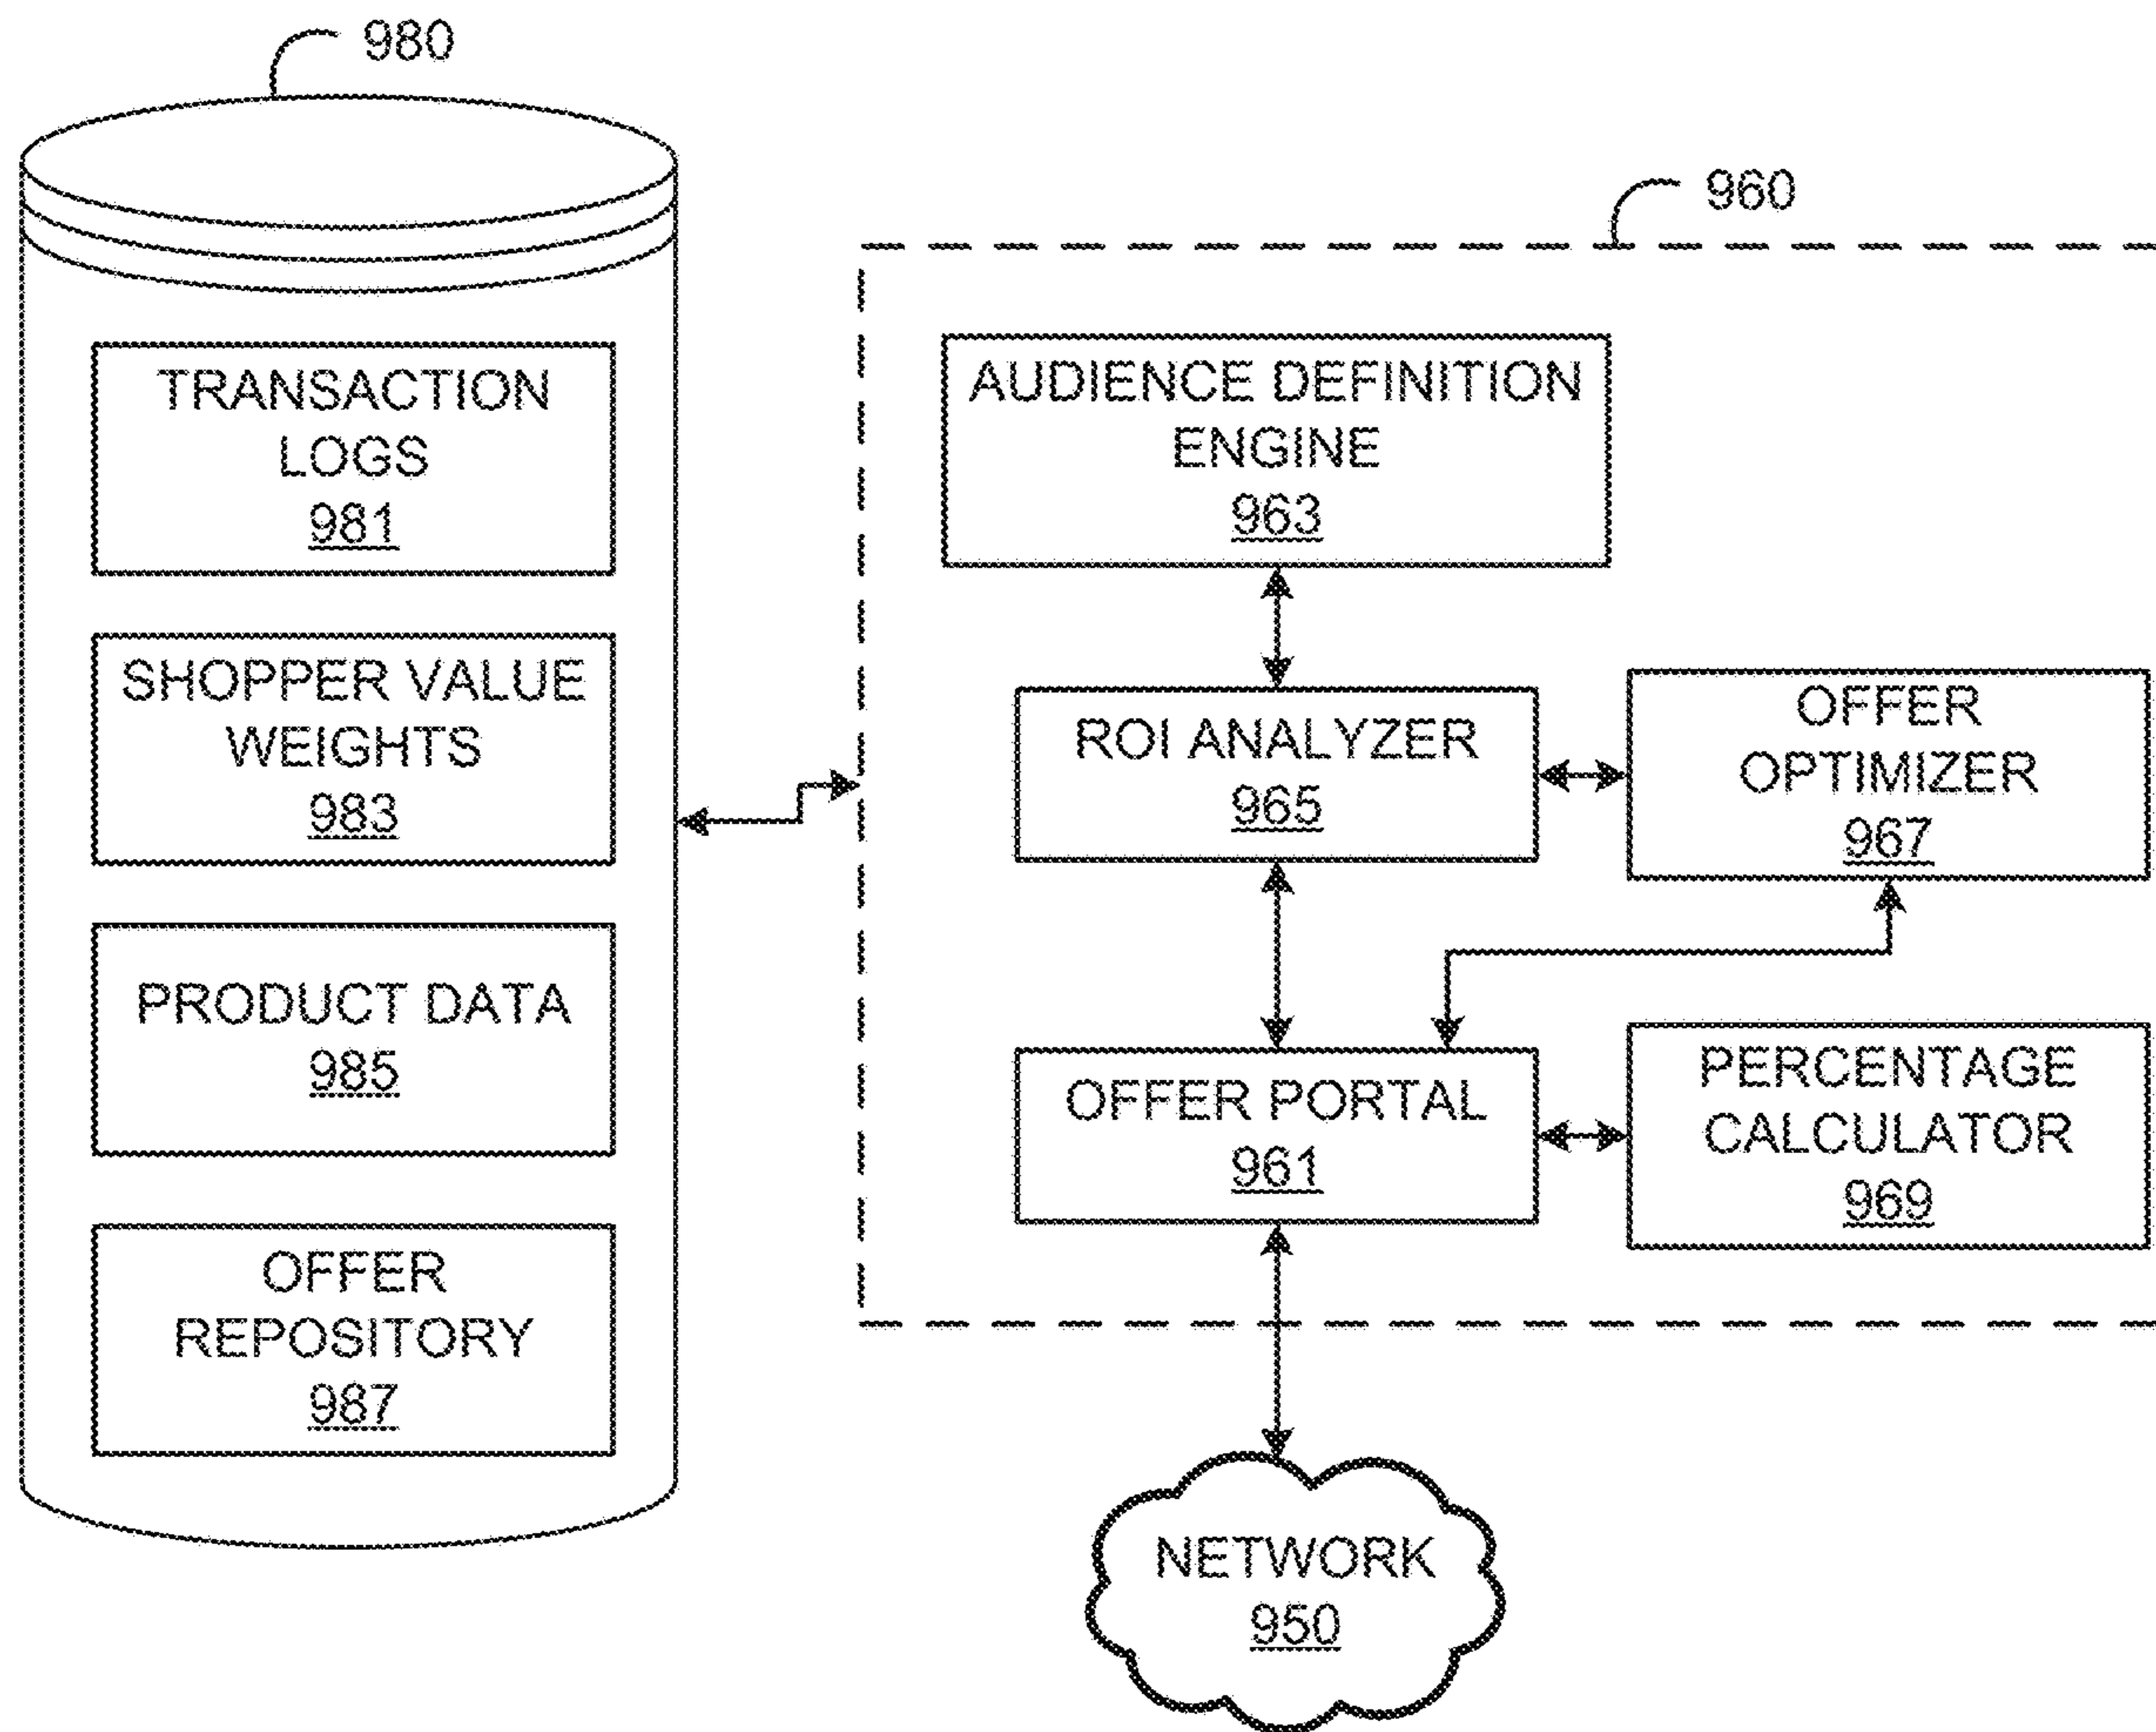 980
TRANSACTION
LOGS
981
SHOPPER VALUE
WEIGHTS
983
PRODUCT DATA
985
OFFER
REPOSITORY
987
960
AUDIENCE DEFINITION
ENGINE
963
ROI ANALYZER
965
OFFER
OPTIMIZER
967
OFFER PORTAL
961
PERCENTAGE
CALCULATOR
969
NETWORK
950